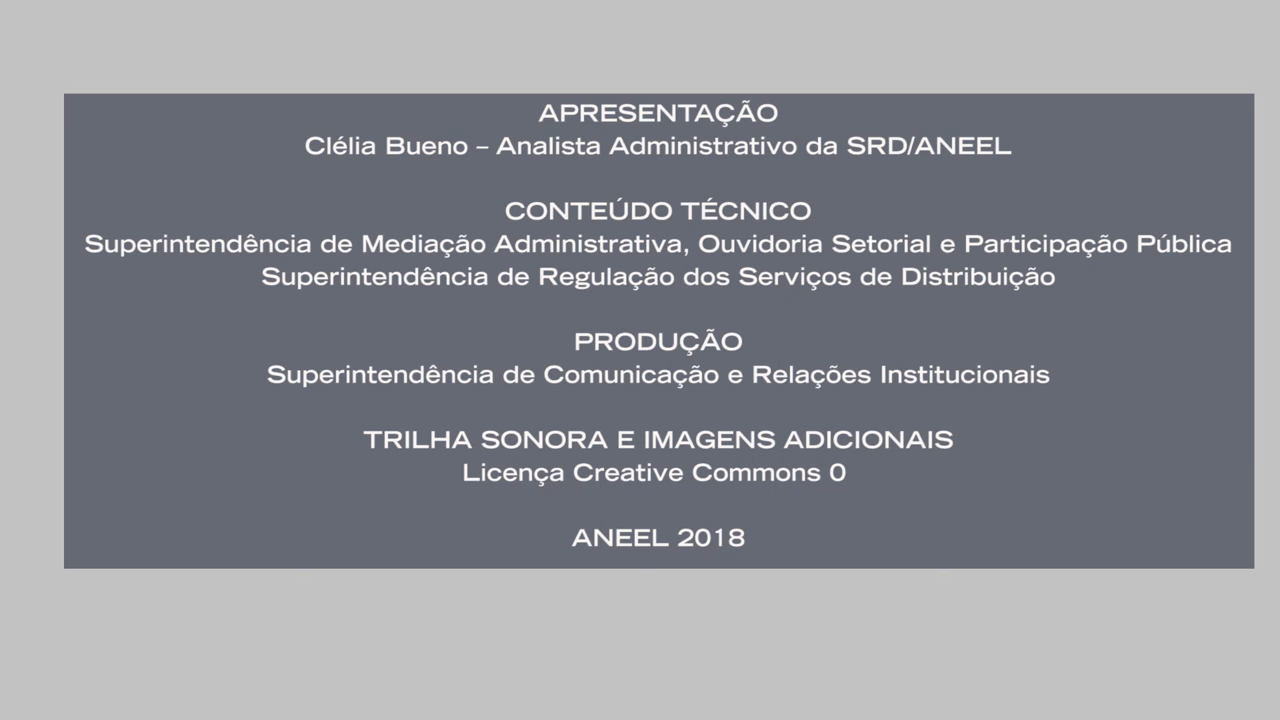 APRESENTAÇÃO
Clélia Bueno – Analista Administrativo da SRD/ANEEL
CONTEÚDO TÉCNICO
Superintendência de Mediação Administrativa, Ouvidoria Setorial e Participação Pública
Superintendência de Regulação dos Serviços de Distribuição
PRODUÇÃO
Superintendência de Comunicação e Relações Institucionais
TRILHA SONORA E IMAGENS ADICIONAIS
Licença Creative Commons 0
ANEEL 2018